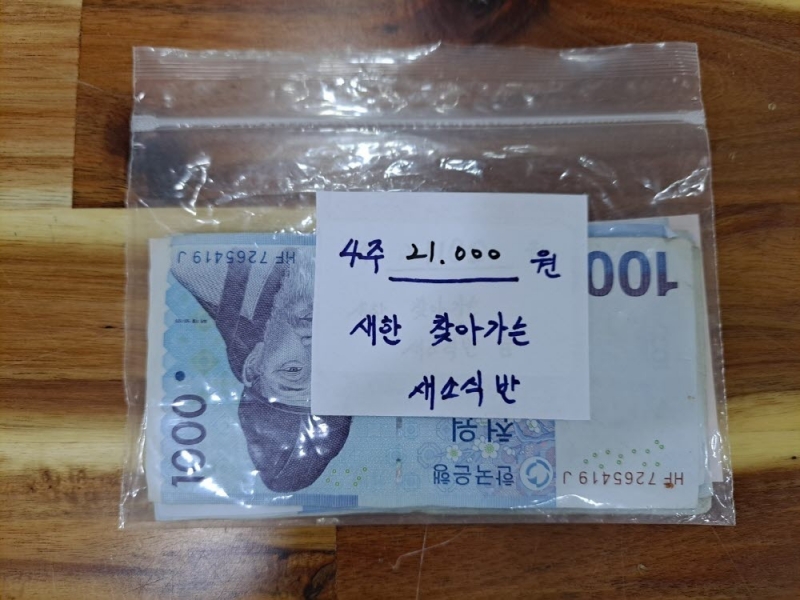 4주 21.000 원
새한 찾아가는
새소식반
HF 7265419 J
1000
천원
한국은행
100
HF 7265419 J